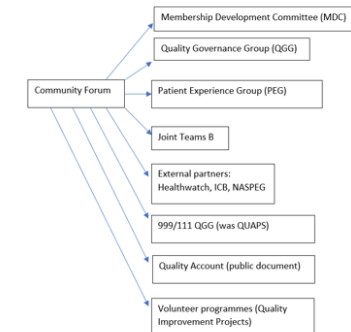 Membership Development Committee (MDC)
Quality Governance Group (QGG)
Community Forum
Patient Experience Group (PEG)
Joint Teams B
External partners:
Healthwatch, ICB, NASPEG
999/111 QGG (was QUAPS)
Quality Account (public document)
Volunteer programmes (Quality
Improvement Projects)